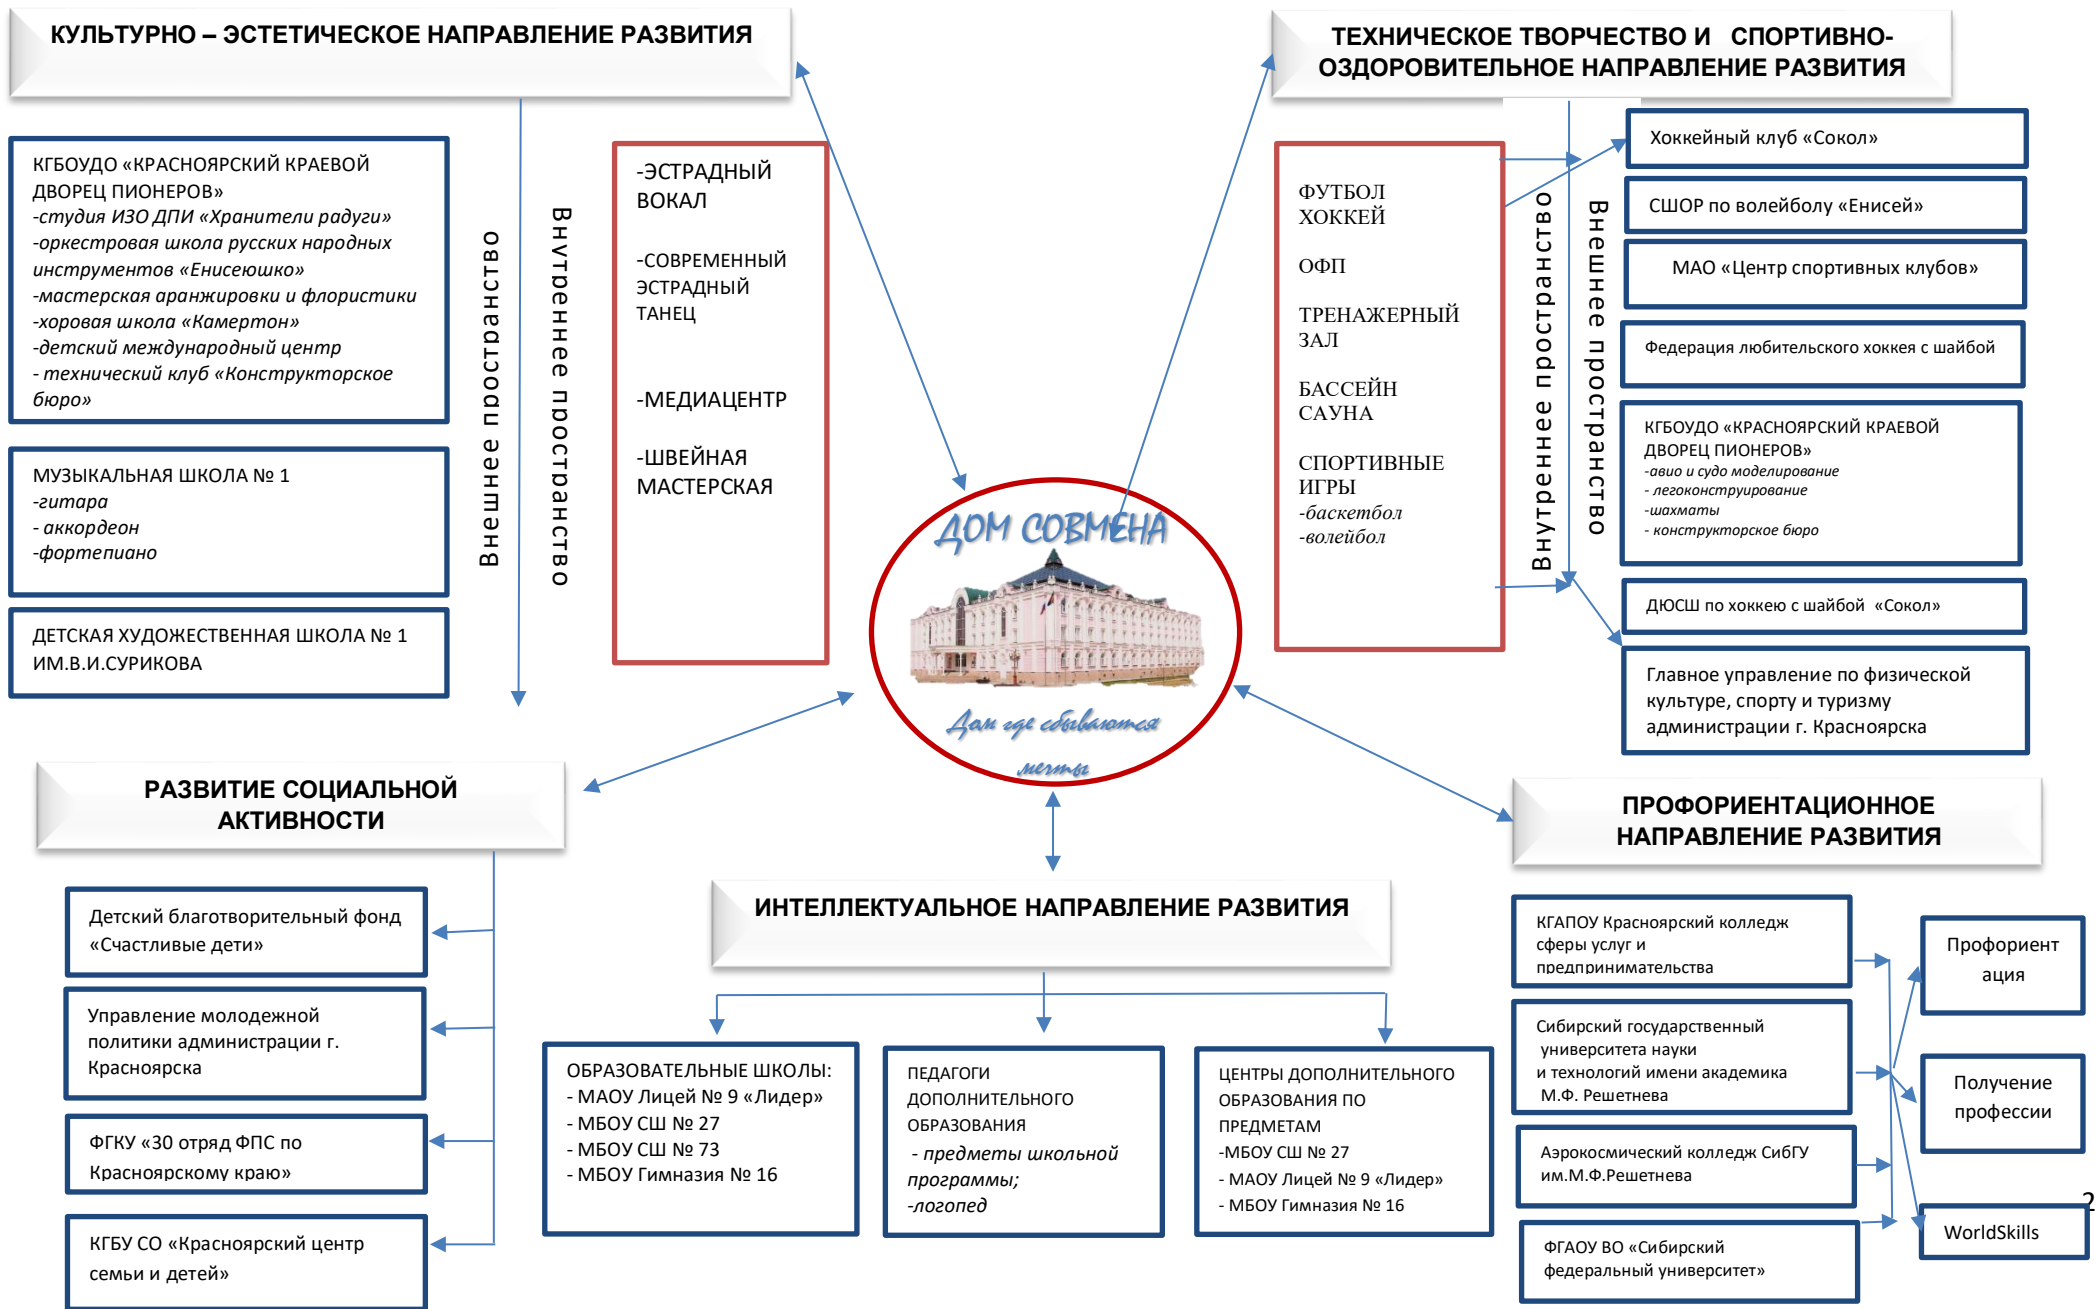 КУЛЬТУРНО – ЭСТЕТИЧЕСКОЕ НАПРАВЛЕНИЕ РАЗВИТИЯ
КГБОУДО «КРАСНОЯРСКИЙ КРАЕВОЙ
ДВОРЕЦ ПИОНЕРОВ»
-студия ИЗО ДПИ «Хранители радуги»
-оркестровая школа русских народных
инструментов «Енисеюшко»
-мастерская аранжировки и флористики
-хоровая школа «Камертон»
-детский международный центр
- технический клуб «Конструкторское
бюро»
МУЗЫКАЛЬНАЯ ШКОЛА № 1
-гитара
- аккордеон
-фортепиано
ДЕТСКАЯ ХУДОЖЕСТВЕННАЯ ШКОЛА № 1
ИМ.В.И.СУРИКОВА
Внешнее пространство
Внутреннее пространство
-ЭСТРАДНЫЙ
ВОКАЛ
-СОВРЕМЕННЫЙ
ЭСТРАДНЫЙ
ТАНЕЦ
-МЕДИАЦЕНТР
-ШВЕЙНАЯ
МАСТЕРСКАЯ
ДОМ СОВМЕНА
Дом где сбываются
мечты
ТЕХНИЧЕСКОЕ ТВОРЧЕСТВО И СПОРТИВНО-
ОЗДОРОВИТЕЛЬНОЕ НАПРАВЛЕНИЕ РАЗВИТИЯ
ФУТБОЛ
ХОККЕЙ
ОФП
ТРЕНАЖЕРНЫЙ
ЗАЛ
БАССЕЙН
САУНА
СПОРТИВНЫЕ
ИГРЫ
-баскетбол
-волейбол
Внутреннее пространство
Внешнее пространство
Хоккейный клуб «Сокол»
СШОР по волейболу «Енисей»
МАО «Центр спортивных клубов»
Федерация любительского хоккея с шайбой
КГБОУДО «КРАСНОЯРСКИЙ КРАЕВОЙ
ДВОРЕЦ ПИОНЕРОВ»
-авио и судо моделирование
- легоконструирование
-шахматы
- конструкторское бюро
ДЮСШ по хоккею с шайбой «Сокол»
Главное управление по физической
культуре, спорту и туризму
администрации г. Красноярска
РАЗВИТИЕ СОЦИАЛЬНОЙ
АКТИВНОСТИ
Детский благотворительный фонд
«Счастливые дети»
Управление молодежной
политики администрации г.
Красноярска
ФГКУ «30 отряд ФПС по
Красноярскому краю»
КГБУ СО «Красноярский центр
семьи и детей»
ИНТЕЛЛЕКТУАЛЬНОЕ НАПРАВЛЕНИЕ РАЗВИТИЯ
ОБРАЗОВАТЕЛЬНЫЕ ШКОЛЫ:
- МАОУ Лицей № 9 «Лидер»
- МБОУ СШ № 27
- МБОУ СШ № 73
- МБОУ Гимназия № 16
ПЕДАГОГИ
ДОПОЛНИТЕЛЬНОГО
ОБРАЗОВАНИЯ
- предметы школьной
программы;
-логопед
ЦЕНТРЫ ДОПОЛНИТЕЛЬНОГО
ОБРАЗОВАНИЯ ПО
ПРЕДМЕТАМ
-МБОУ СШ № 27
- МАОУ Лицей № 9 «Лидер»
- МБОУ Гимназия № 16
ПРОФОРИЕНТАЦИОННОЕ
НАПРАВЛЕНИЕ РАЗВИТИЯ
КГАПОУ Красноярский колледж
сферы услуг и
предпринимательства
Сибирский государственный
университета науки
и технологий имени академика
М.Ф. Решетнева
Аэрокосмический колледж СибГУ
им.М.Ф.Решетнева
ФГАОУ ВО «Сибирский
федеральный университет»
Профориент
ация
Получение
профессии
WorldSkills
2